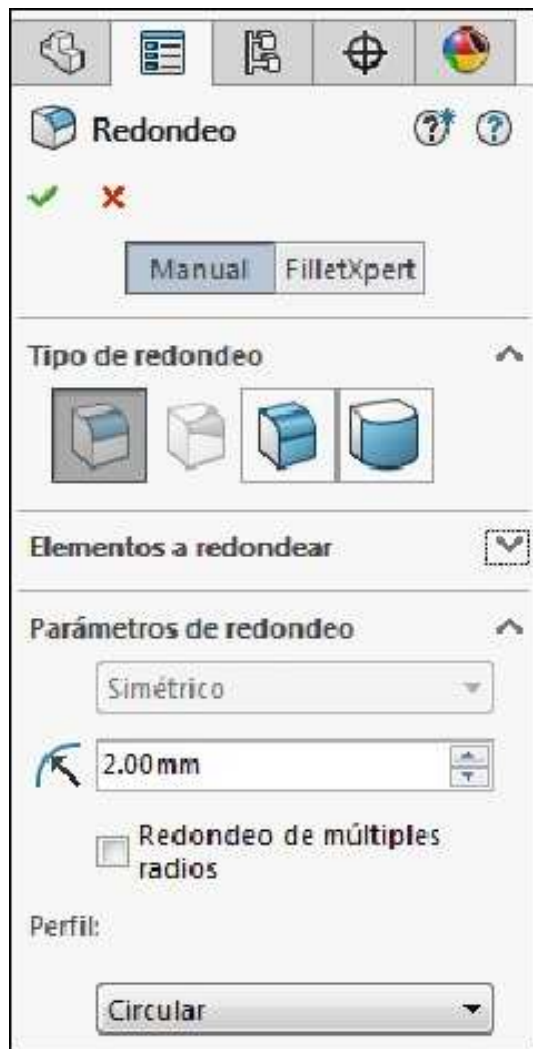 Redondeo
Manual FilletXpert
Tipo de redondeo
Elementos a redondear
Parámetros de redondeo
Simétrico
2.00mm
Redondeo de múltiples
radios
Perfil:
Circular